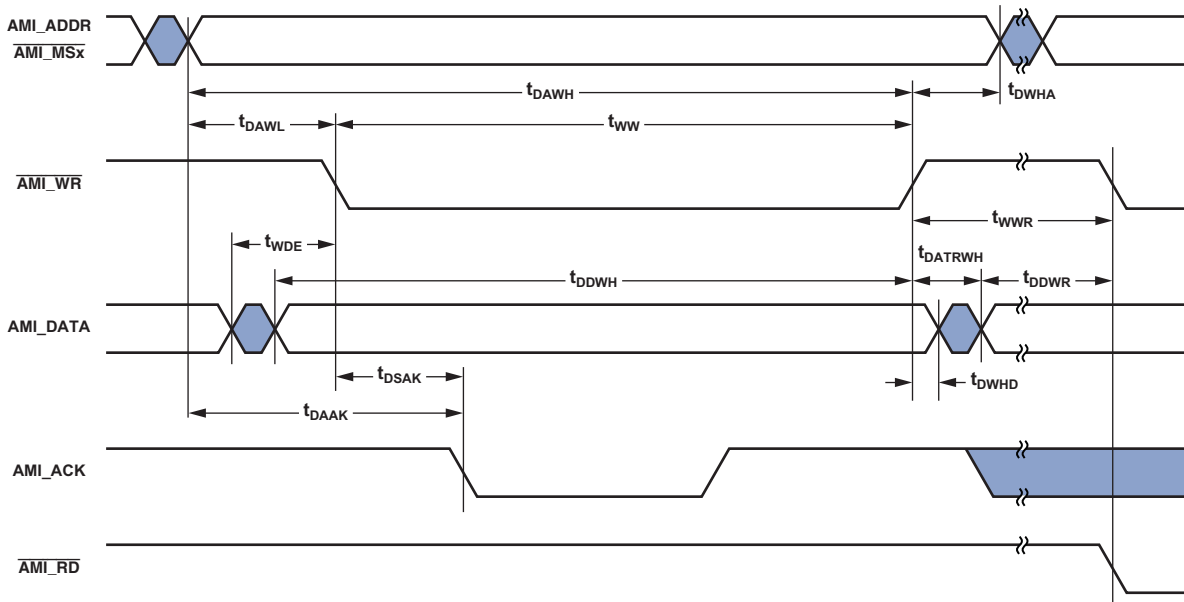 AMI_ADDR
AMI_MSx
tDAWH
tDWHA
tDAWL
tWW
AMI_WR
tWWR
tWDE
tDATRWH
tDDWH
tDDWR
AMI_DATA
tDSAK
tDWHD
tDAAK
AMI_ACK
AMI_RD